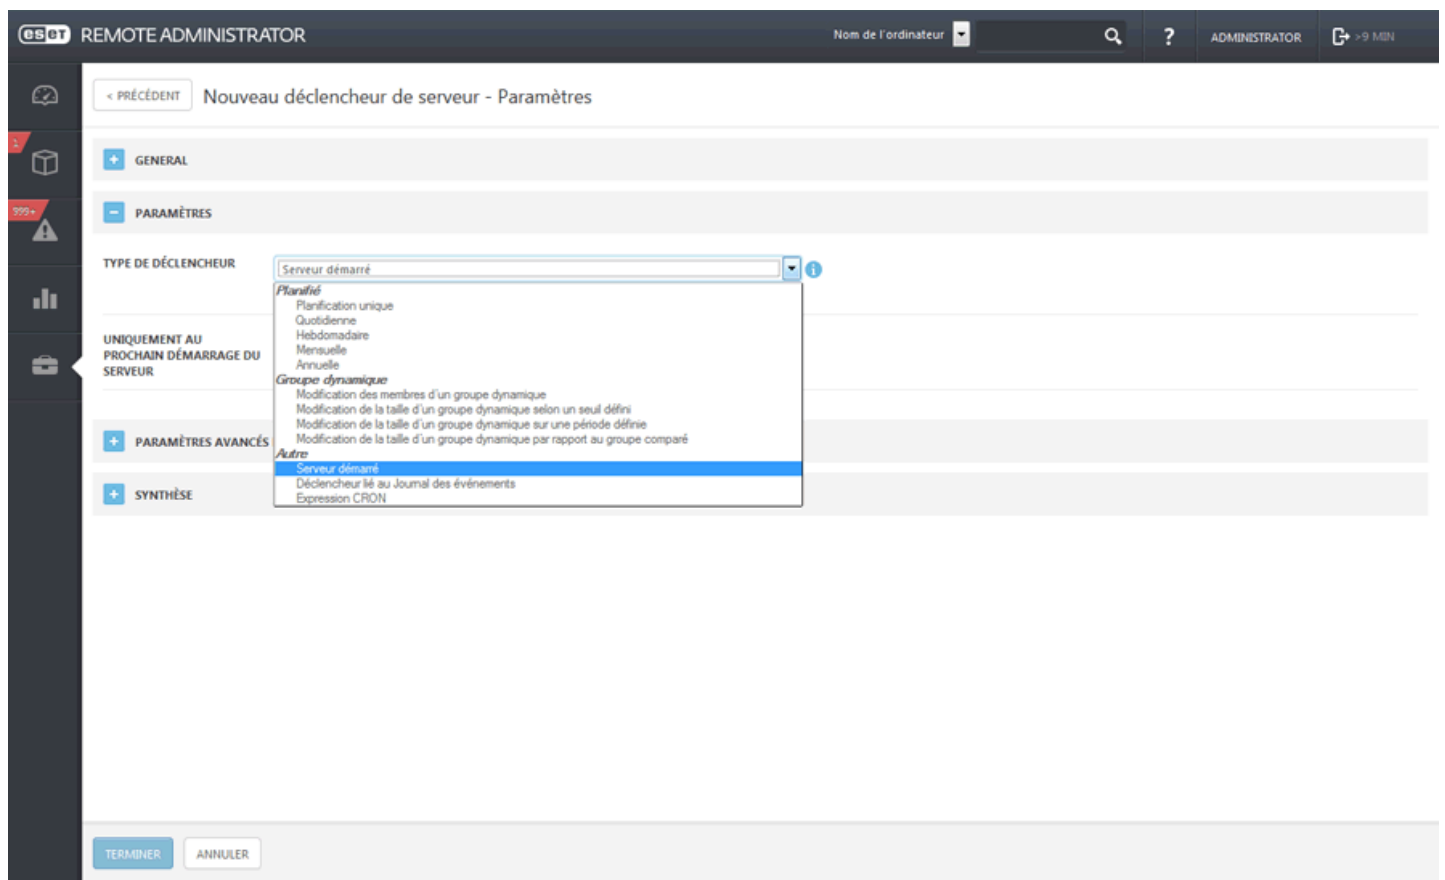 eset REMOTE ADMINISTRATOR
Nom de l'ordinateur
?
ADMINISTRATOR
>9 MIN
< PRÉCÉDENT
Nouveau déclencheur de serveur - Paramètres
1
+ GENERAL
999+
− PARAMÈTRES
TYPE DE DÉCLENCHEUR
Serveur démarré
i
Planifié
Planification unique
Quotidienne
Hebdomadaire
Mensuelle
Annuelle
UNIQUEMENT AU
PROCHAIN DÉMARRAGE DU
SERVEUR
Groupe dynamique
Modification des membres d'un groupe dynamique
Modification de la taille d'un groupe dynamique selon un seuil défini
Modification de la taille d'un groupe dynamique sur une période définie
Modification de la taille d'un groupe dynamique par rapport au groupe comparé
+ PARAMÈTRES AVANCÉS
Autre
Serveur démarré
Déclencheur lié au Journal des événements
Expression CRON
+ SYNTHÈSE
TERMINER
ANNULER